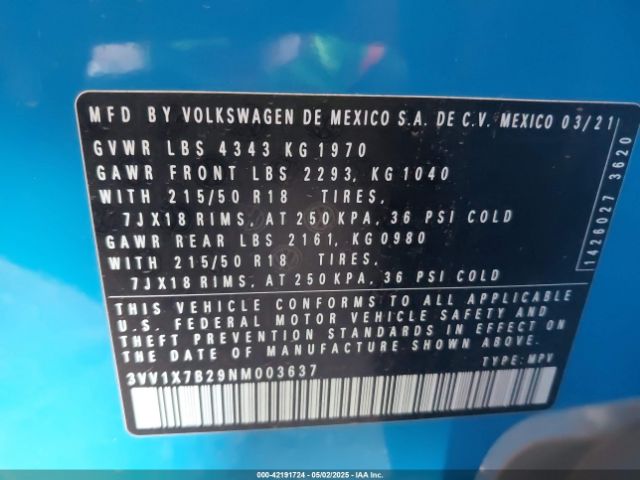 MFD BY VOLKSWAGEN DE MEXICO S.A. DE C.V. MEXICO 03/21
GVWR LBS 4343 KG 1970
GAWR FRONT LBS 2293, KG 1040
WITH 215/50 R18 TIRES,
7JX18 RIMS, AT 250 KPA, 36 PSI COLD
GAWR REAR LBS 2161, KG 0980
WITH 215/50 R18 TIRES,
7JX18 RIMS, AT 250 KPA, 36 PSI COLD
THIS VEHICLE CONFORMS TO ALL APPLICABLE
U.S. FEDERAL MOTOR VEHICLE SAFETY AND
THEFT PREVENTION STANDARDS IN EFFECT ON
THE DATE OF MANUFACTURE SHOWN ABOVE.
3VV1X7B29NM003637 TYPE: MPV
1426027 3620
000-42191724 - 05/02/2025 - IAA Inc.